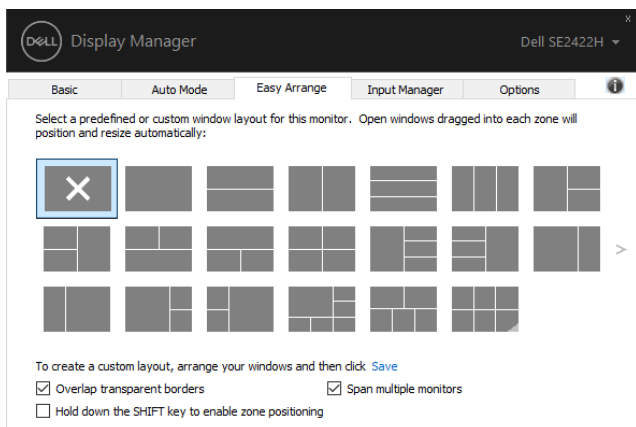 x
DELL Display Manager Dell SE2422H
Basic Auto Mode Easy Arrange Input Manager Options i
Select a predefined or custom window layout for this monitor. Open windows dragged into each zone will
position and resize automatically:
To create a custom layout, arrange your windows and then click Save
Overlap transparent borders Span multiple monitors
Hold down the SHIFT key to enable zone positioning